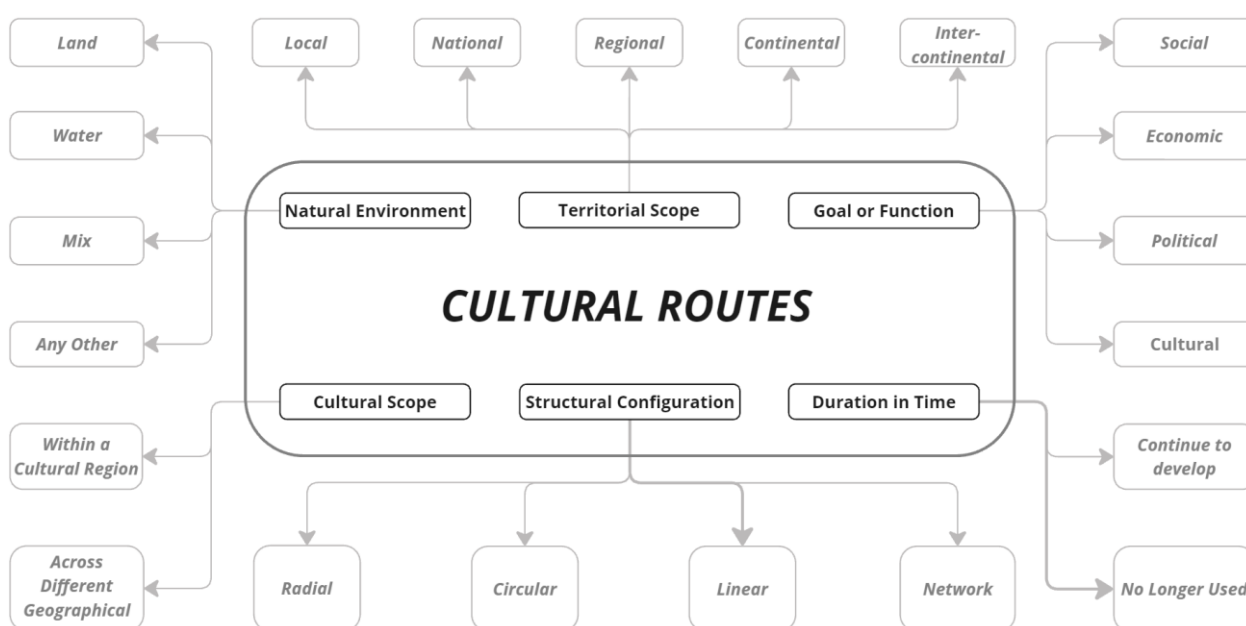 Land
Local
National
Regional
Continental
Inter-
continental
Social
Water
Economic
Natural Environment
Territorial Scope
Goal or Function
Mix
Political
CULTURAL ROUTES
Any Other
Cultural
Cultural Scope
Structural Configuration
Duration in Time
Within a
Cultural Region
Continue to
develop
Across
Different
Geographical
Radial
Circular
Linear
Network
No Longer Used